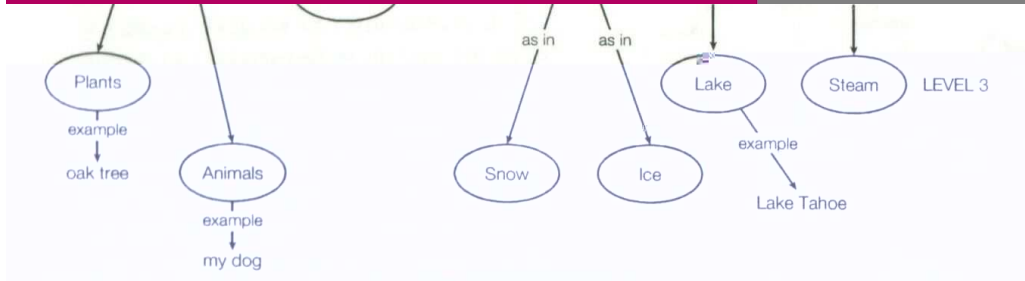 as in
as in
Plants
Lake
Steam
LEVEL 3
example
example
oak tree
Animals
Snow
Ice
Lake Tahoe
example
my dog